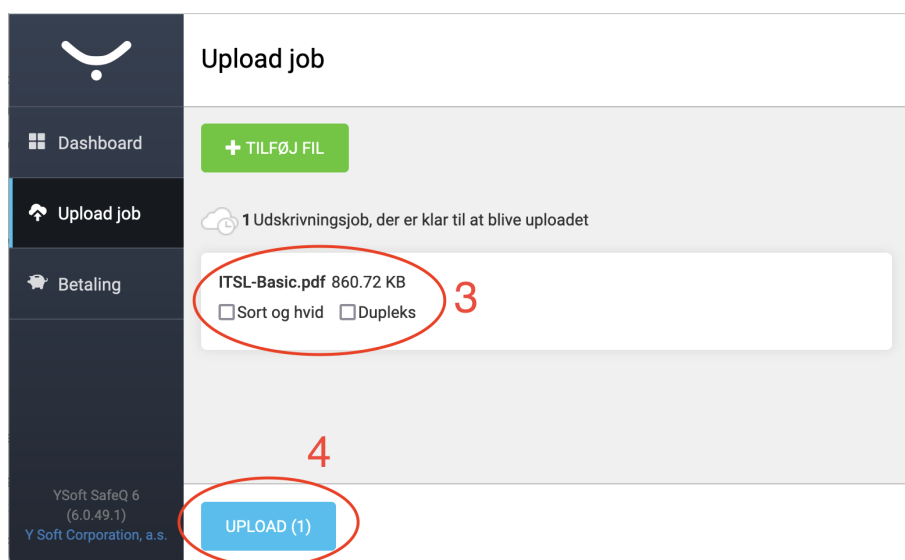 Upload job
Dashboard
Upload job
Betaling
YSoft SafeQ 6
(6.0.49.1)
Y Soft Corporation, a.s.
+ TILFØJ FIL
1 Udskrivningsjob, der er klar til at blive uploadet
ITSL-Basic.pdf 860.72 KB
Sort og hvid Dupleks
3
4
UPLOAD (1)